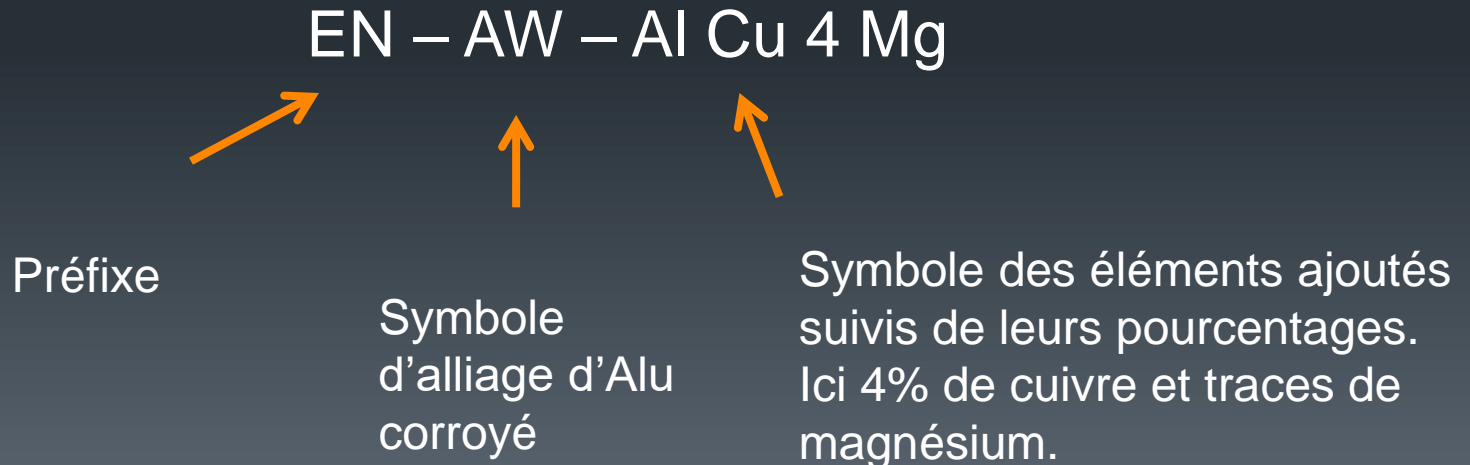 EN – AW – Al Cu 4 Mg
Préfixe
Symbole
d’alliage d’Alu
corroyé
Symbole des éléments ajoutés
suivis de leurs pourcentages.
Ici 4% de cuivre et traces de
magnésium.